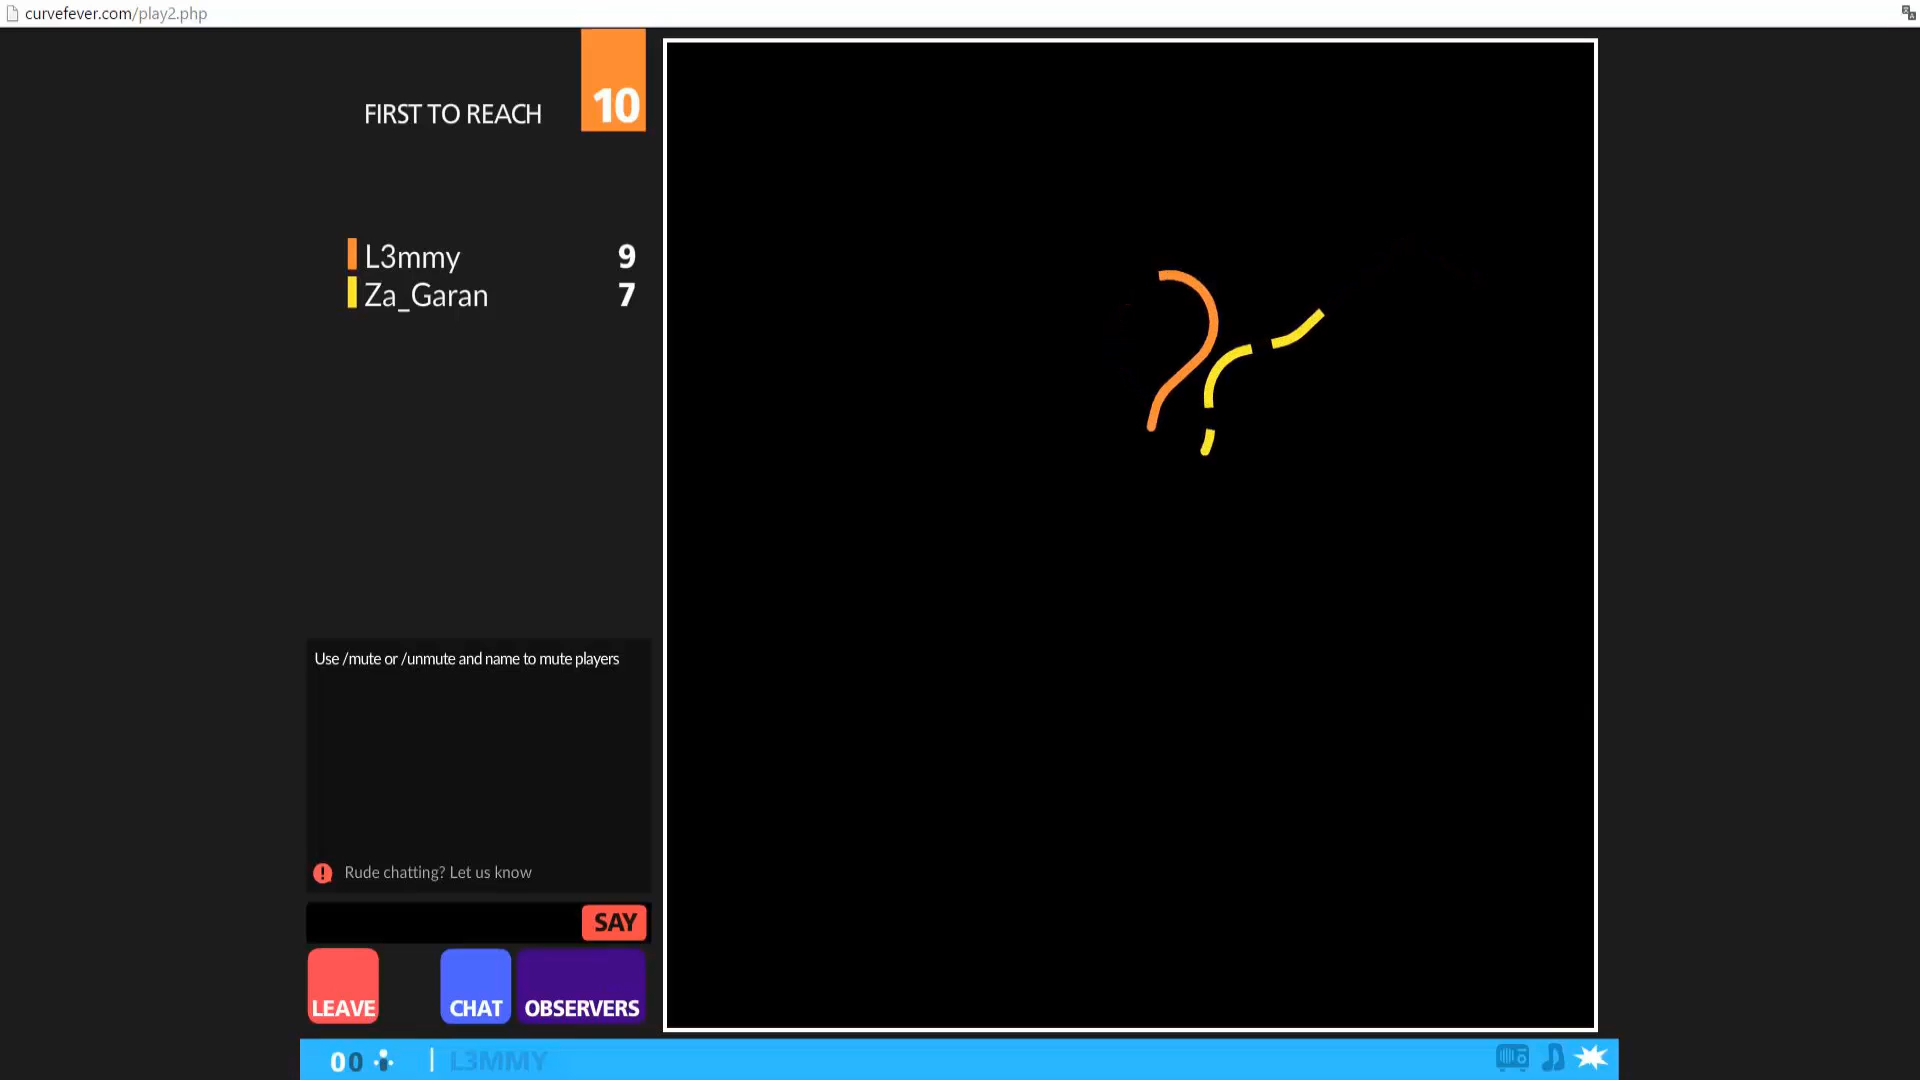 curvefever.com/play2.php
FIRST TO REACH
10
L3mmy 9
Za_Garan 7
Use /mute or /unmute and name to mute players
Rude chatting? Let us know
SAY
LEAVE CHAT OBSERVERS
00 L3MMY